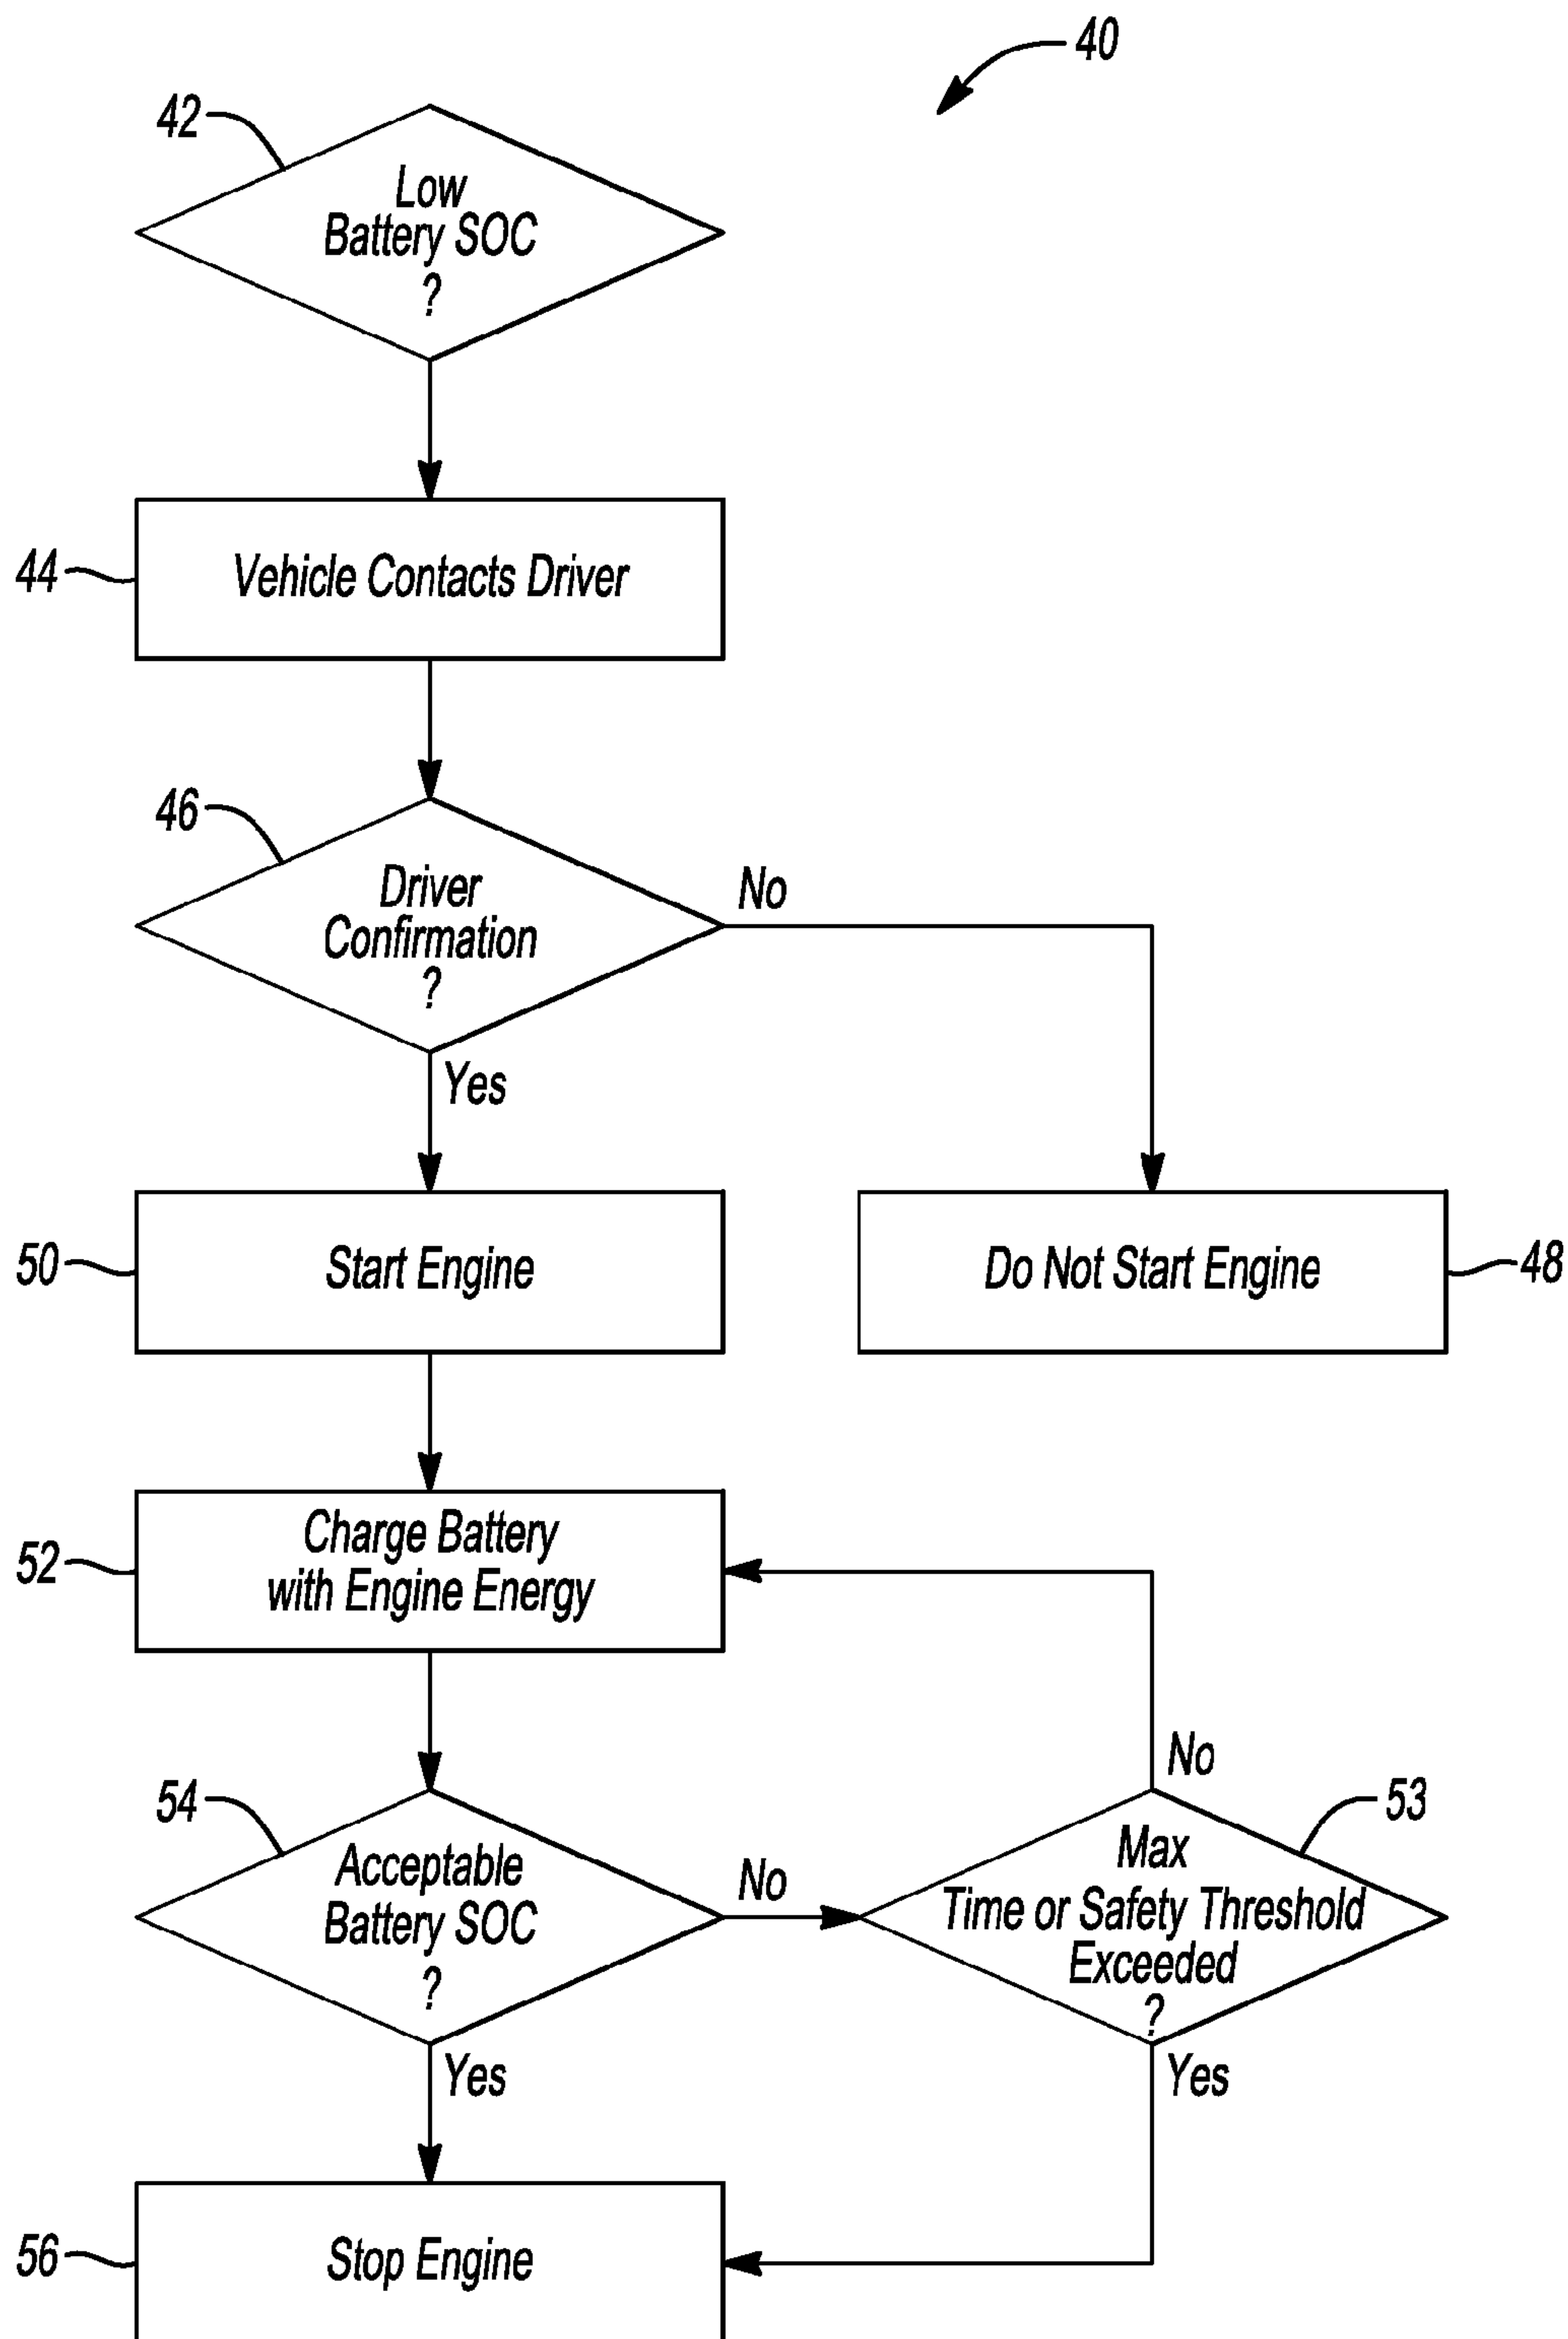 40
42
Low
Battery SOC
?
44
Vehicle Contacts Driver
46
Driver
Confirmation
?
No
Yes
50
Start Engine
Do Not Start Engine
48
52
Charge Battery
with Engine Energy
54
Acceptable
Battery SOC
?
No
No
53
Max
Time or Safety Threshold
Exceeded
?
Yes
Yes
56
Stop Engine